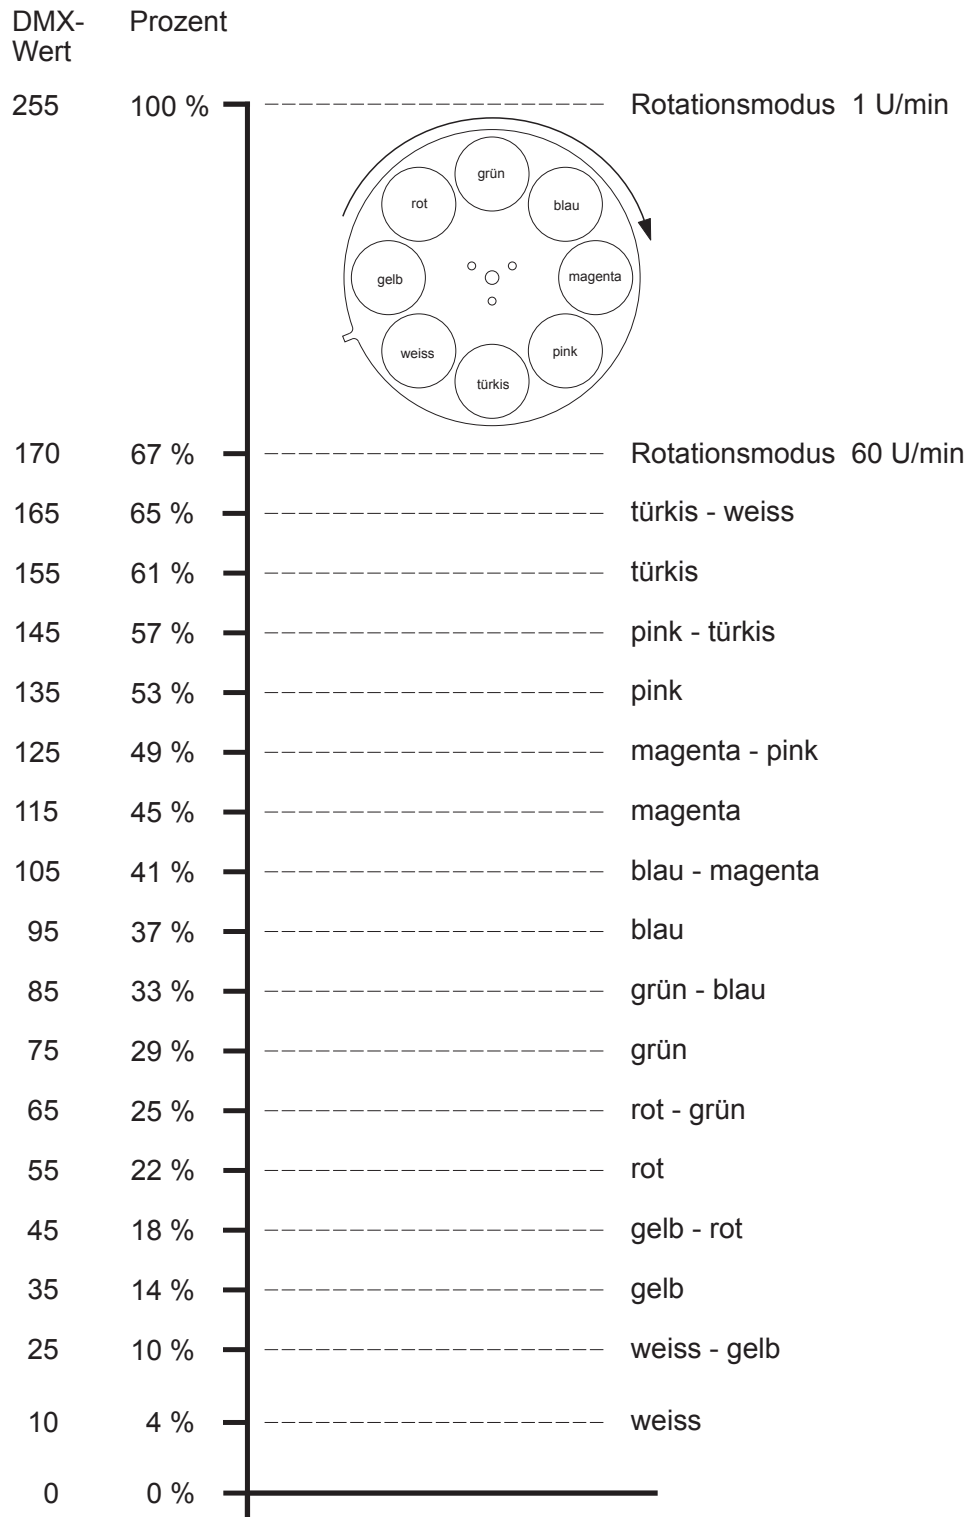 DMX- Prozent
Wert
255 100 % Rotationsmodus 1 U/min
grün
rot blau
gelb magenta
weiss pink
türkis
170 67 % Rotationsmodus 60 U/min
165 65 % türkis - weiss
155 61 % türkis
145 57 % pink - türkis
135 53 % pink
125 49 % magenta - pink
115 45 % magenta
105 41 % blau - magenta
95 37 % blau
85 33 % grün - blau
75 29 % grün
65 25 % rot - grün
55 22 % rot
45 18 % gelb - rot
35 14 % gelb
25 10 % weiss - gelb
10 4 % weiss
0 0 %